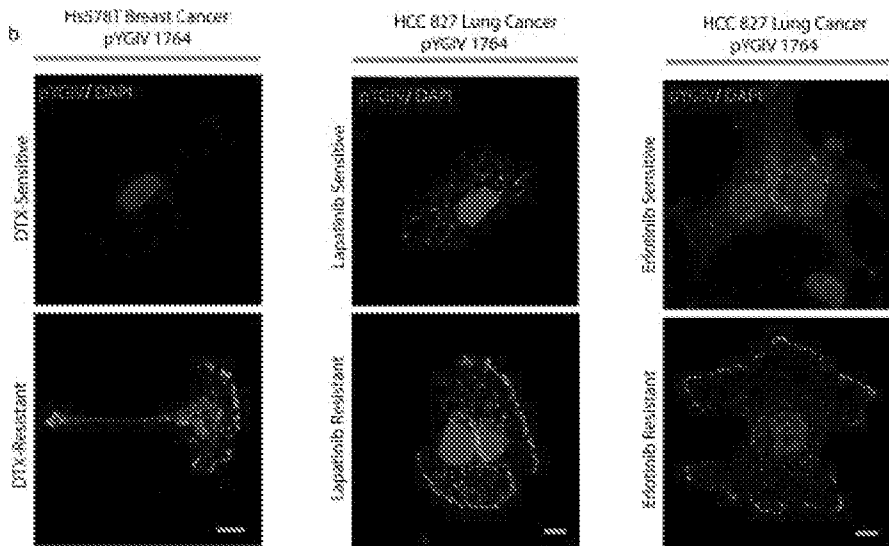 b
Hs578T Breast Cancer
pYGIV 1764
HCC 827 Lung Cancer
pYGIV 1764
HCC 827 Lung Cancer
pYGIV 1764
DTX-Sensitive
pYGIV/ DAPI
Lapatinib Sensitive
pYGIV/ DAPI
Erlotinib Sensitive
pYGIV/ DAPI
DTX-Resistant
Lapatinib Resistant
Erlotinib Resistant